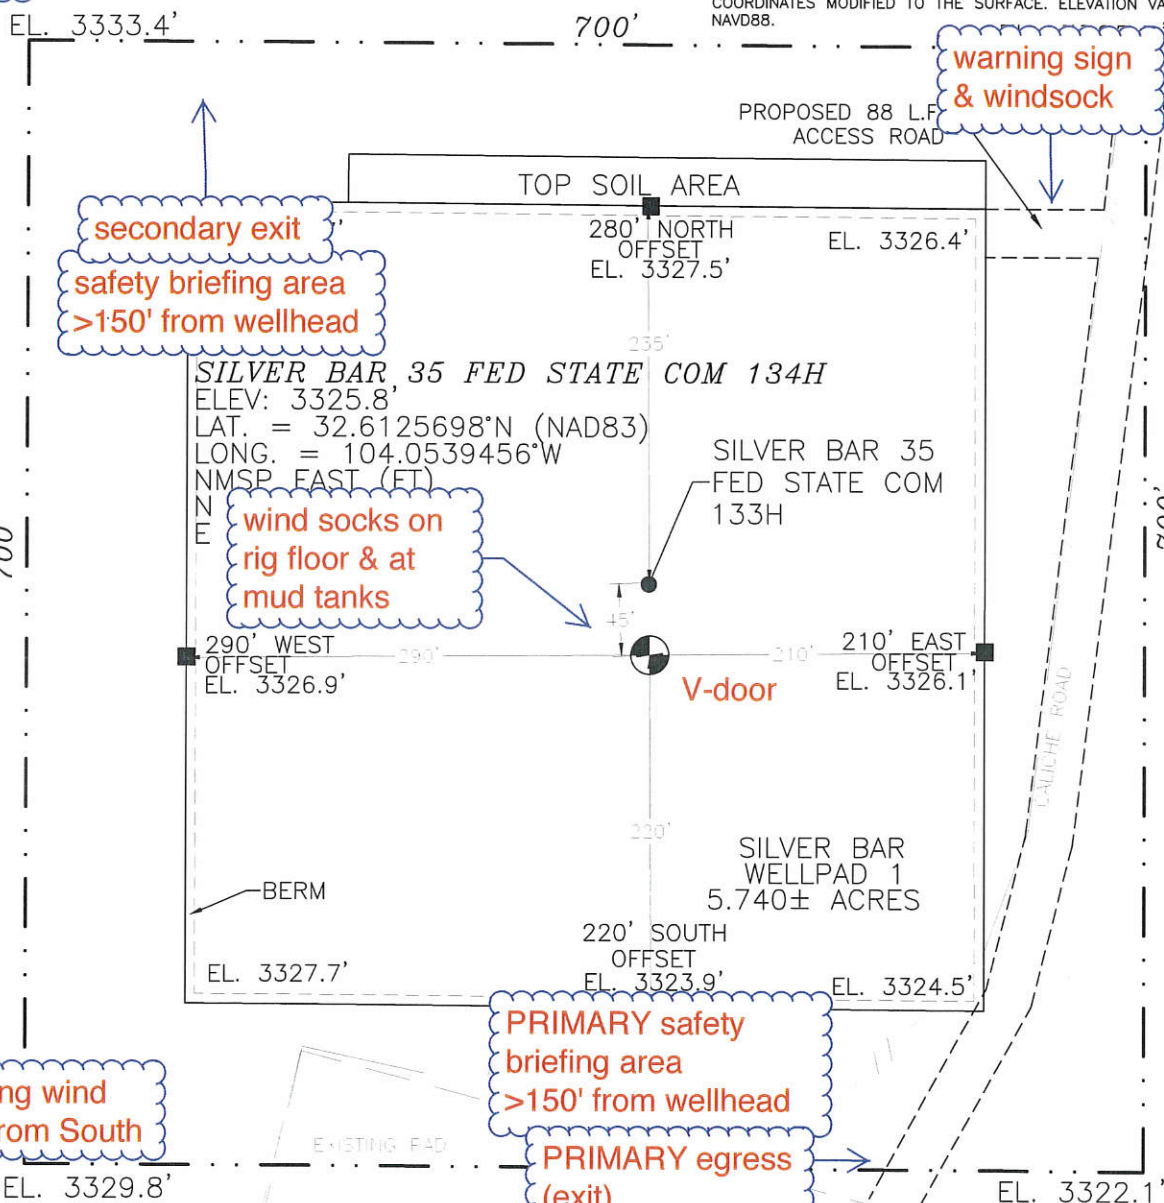 COORDINATES MODIFIED TO THE SURFACE. ELEVATION VA
NAVD88.
EL. 3333.4'
700'
warning sign
& windsock
PROPOSED 88 L.F
ACCESS ROAD
TOP SOIL AREA
secondary exit
280' NORTH
OFFSET
EL. 3327.5'
EL. 3326.4'
safety briefing area
>150' from wellhead
235'
SILVER BAR 35 FED STATE COM 134H
ELEV: 3325.8'
LAT. = 32.6125698°N (NAD83)
LONG. = 104.0539456°W
NMSP EAST (FT)
N
E
SILVER BAR 35
FED STATE COM
133H
wind socks on
rig floor & at
mud tanks
700'
700'
45'
290' WEST
OFFSET
EL. 3326.9'
290'
210'
210' EAST
OFFSET
EL. 3326.1'
V-door
CALICHE ROAD
220'
SILVER BAR
WELLPAD 1
5.740± ACRES
BERM
220' SOUTH
OFFSET
EL. 3323.9'
EL. 3327.7'
EL. 3324.5'
PRIMARY safety
briefing area
>150' from wellhead
ng wind
rom South
EXISTING PAD
PRIMARY egress
(exit)
EL. 3329.8'
EL. 3322.1'